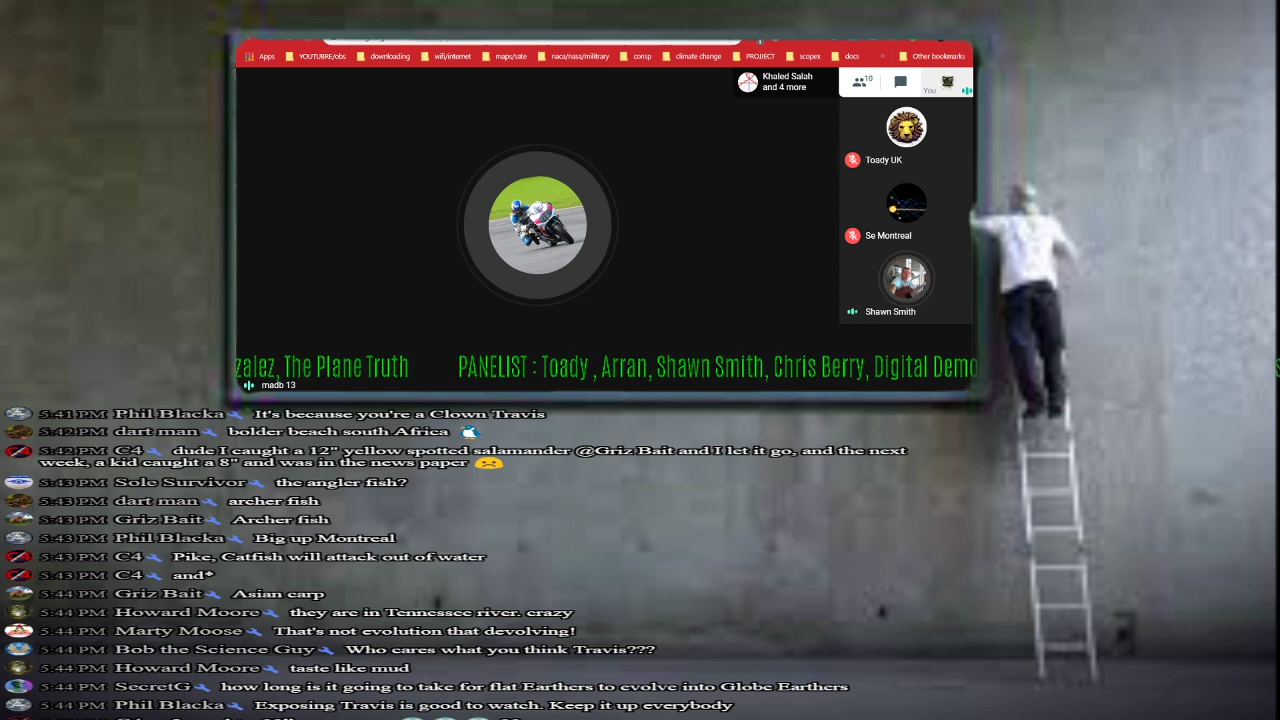 Apps YOUTUBRE/obs downloading wifi/internet maps/sate naca/nasa/millitrary consp climate change PROJECT scopex docs Other bookmarks
Khaled Salah
and 4 more
10
You
Toady UK
Se Montreal
Shawn Smith
zalez, The Plane Truth PANELIST : Toady , Arran, Shawn Smith, Chris Berry, Digital Demo
madb 13
5:41 PM Phil Blacka It's because you're a Clown Travis
5:42 PM dart man bolder beach south Africa
5:42 PM C4 dude I caught a 12" yellow spotted salamander @Griz Bait and I let it go, and the next
week, a kid caught a 8" and was in the news paper
5:43 PM Sole Survivor the angler fish?
5:43 PM dart man archer fish
5:43 PM Griz Bait Archer fish
5:43 PM Phil Blacka Big up Montreal
5:43 PM C4 Pike, Catfish will attack out of water
5:43 PM C4 and*
5:44 PM Griz Bait Asian carp
5:44 PM Howard Moore they are in Tennessee river. crazy
5:44 PM Marty Moose That's not evolution that devolving!
5:44 PM Bob the Science Guy Who cares what you think Travis???
5:44 PM Howard Moore taste like mud
5:44 PM SecretG how long is it going to take for flat Earthers to evolve into Globe Earthers
5:44 PM Phil Blacka Exposing Travis is good to watch. Keep it up everybody